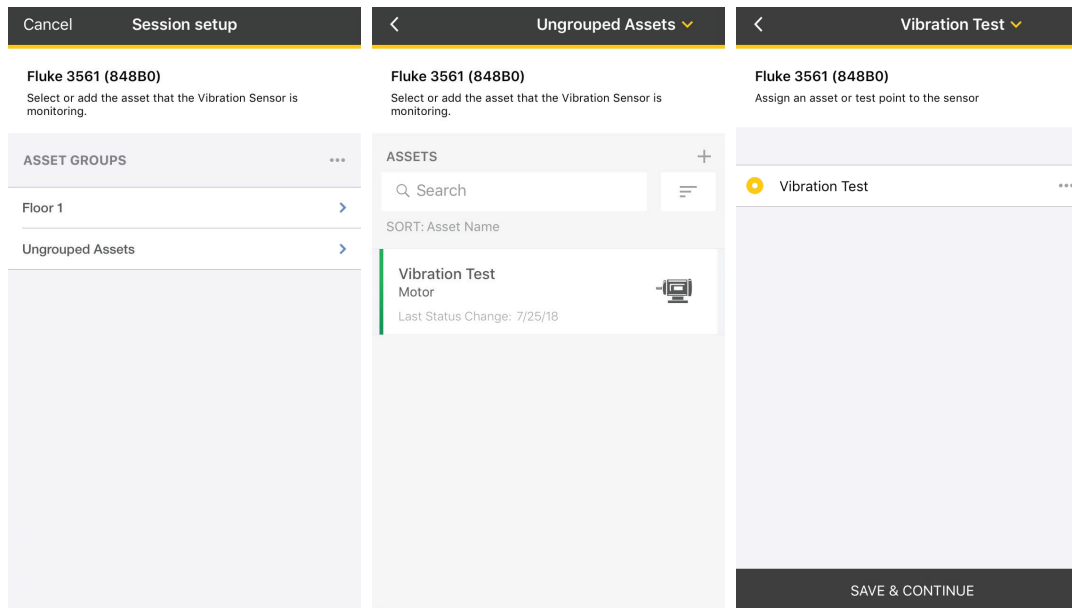 Cancel Session setup
Fluke 3561 (848B0)
Select or add the asset that the Vibration Sensor is
monitoring.
ASSET GROUPS
Floor 1
Ungrouped Assets
Ungrouped Assets
Fluke 3561 (848B0)
Select or add the asset that the Vibration Sensor is
monitoring.
ASSETS
Search
SORT: Asset Name
Vibration Test
Motor
Last Status Change: 7/25/18
Vibration Test
Fluke 3561 (848B0)
Assign an asset or test point to the sensor
Vibration Test
SAVE & CONTINUE